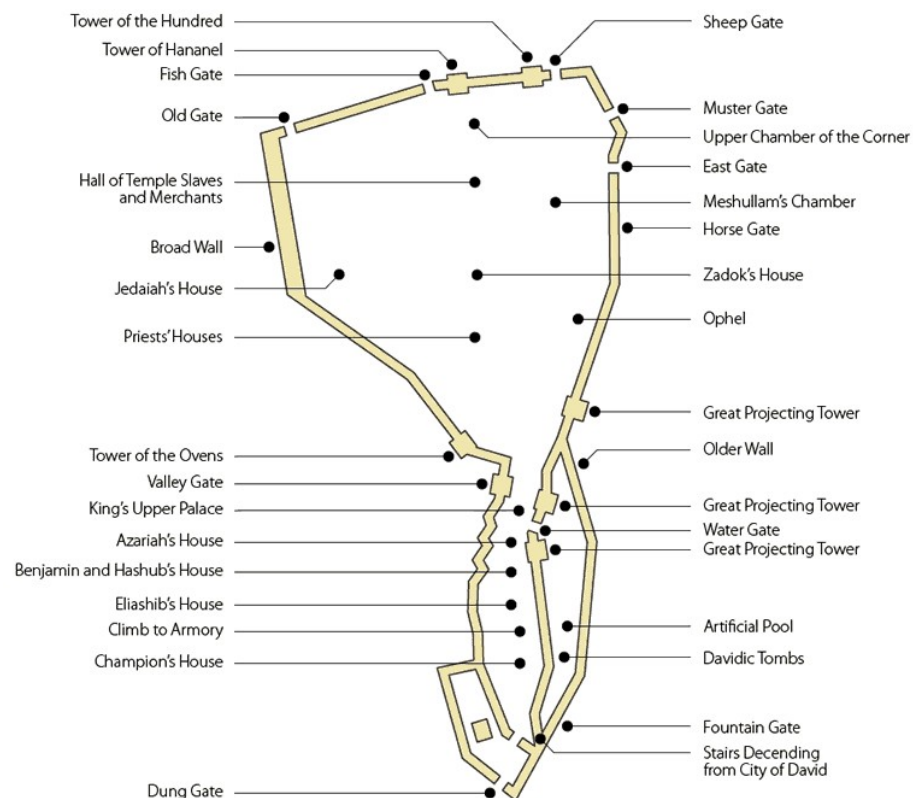 Tower of the Hundred
Tower of Hananel
Fish Gate
Old Gate
Hall of Temple Slaves
and Merchants
Broad Wall
Jedaiah's House
Priests' Houses
Tower of the Ovens
Valley Gate
King's Upper Palace
Azariah's House
Benjamin and Hashub's House
Eliashib's House
Climb to Armory
Champion's House
Dung Gate
Sheep Gate
Muster Gate
Upper Chamber of the Corner
East Gate
Meshullam's Chamber
Horse Gate
Zadok's House
Ophel
Great Projecting Tower
Older Wall
Great Projecting Tower
Water Gate
Great Projecting Tower
Artificial Pool
Davidic Tombs
Fountain Gate
Stairs Decending
from City of David